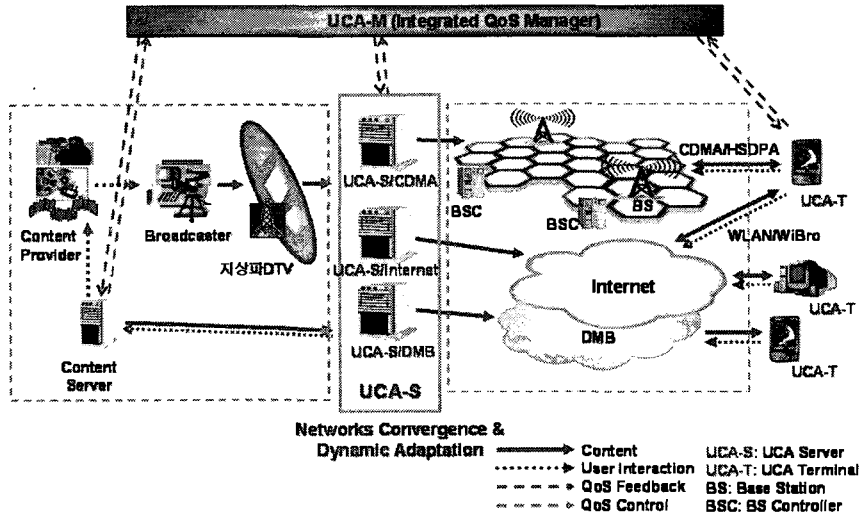 UCA-M (Integrated QoS Manager)
Content
Provider
Broadcaster
지상파DTV
Content
Server
UCA-S/CDMA
UCA-S/Internet
UCA-S/DMB
UCA-S
BSC
BSC
BS
CDMA/HSDPA
UCA-T
WLAN/WiBro
Internet
UCA-T
DMB
UCA-T
Networks Convergence &
Dynamic Adaptation
Content
User Interaction
QoS Feedback
QoS Control
UCA-S: UCA Server
UCA-T: UCA Terminal
BS: Base Station
BSC: BS Controller